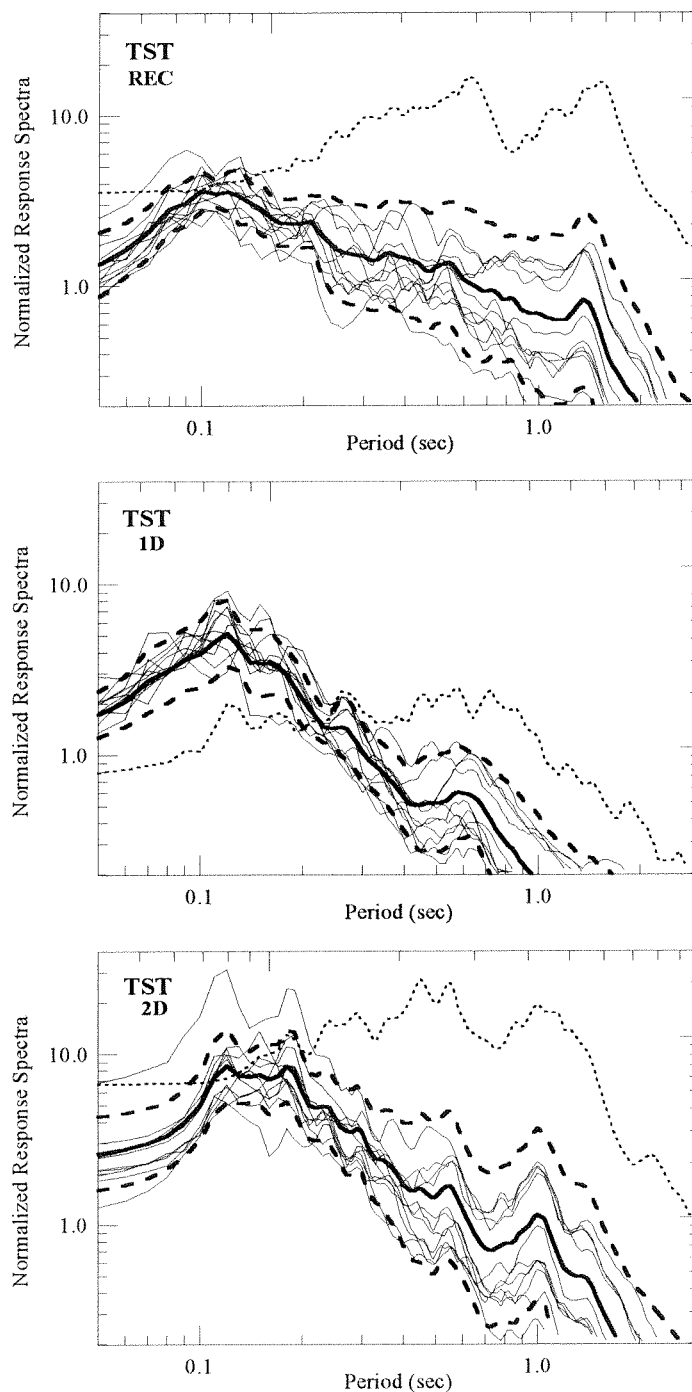 TST
REC
Normalized Response Spectra
10.0
1.0
0.1
1.0
Period (sec)
TST
1D
Normalized Response Spectra
10.0
1.0
0.1
1.0
Period (sec)
TST
2D
Normalized Response Spectra
10.0
1.0
0.1
1.0
Period (sec)